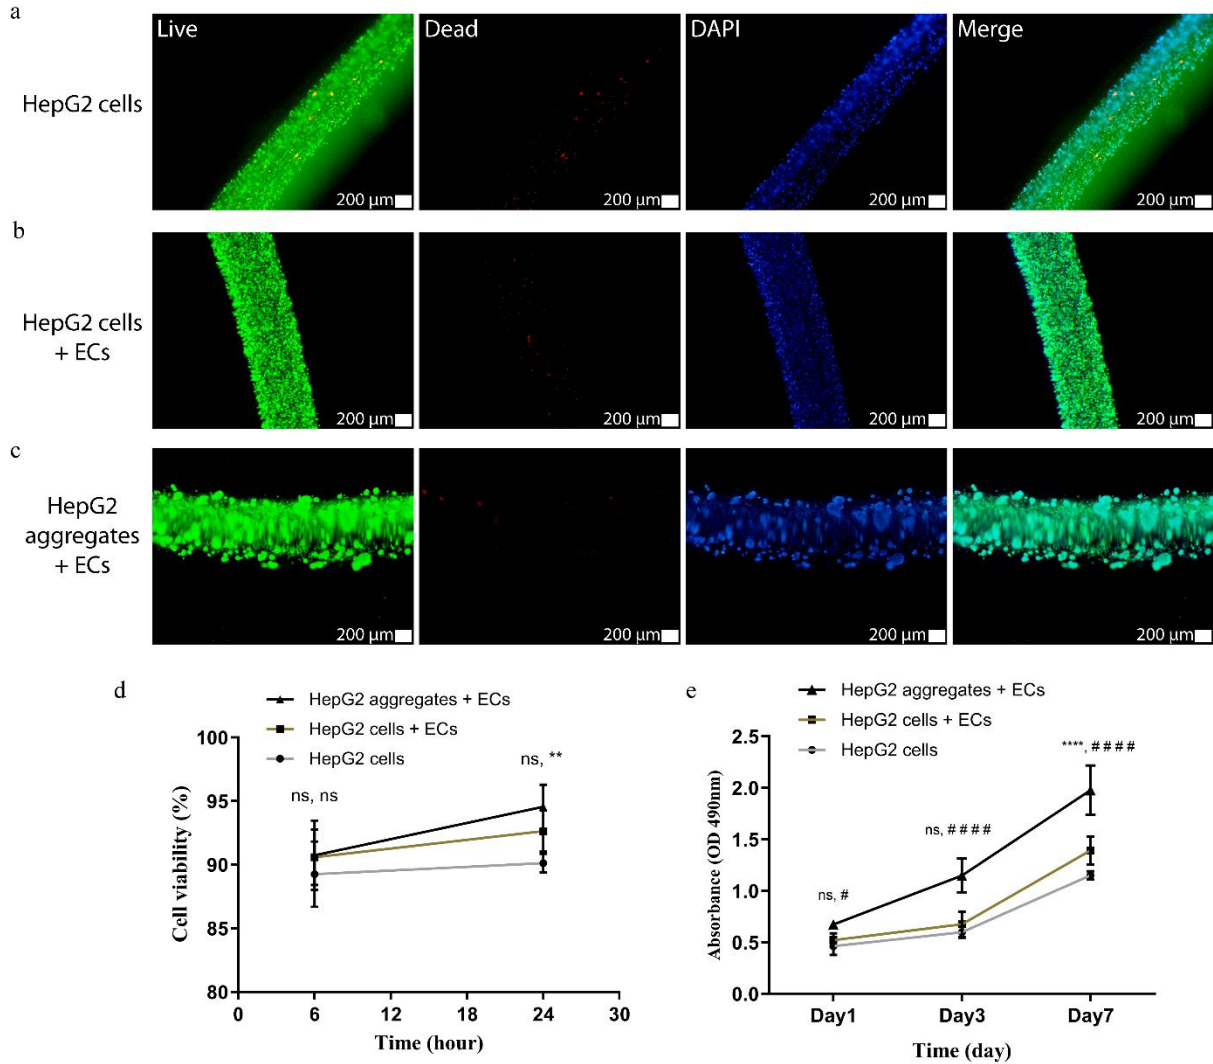 a
Live
Dead
DAPI
Merge
HepG2 cells
200 µm
200 µm
200 µm
200 µm
b
HepG2 cells
+ ECs
200 µm
200 µm
200 µm
200 µm
c
HepG2
aggregates
+ ECs
200 µm
200 µm
200 µm
200 µm
d
HepG2 aggregates + ECs
HepG2 cells + ECs
HepG2 cells
Cell viability (%)
100
95
90
85
80
ns, ns
ns, **
0
6
12
18
24
30
Time (hour)
e
HepG2 aggregates + ECs
HepG2 cells + ECs
HepG2 cells
Absorbance (OD 490nm)
2.5
2.0
1.5
1.0
0.5
0.0
ns, #
ns, # # # #
****, # # # #
Day1
Day3
Day7
Time (day)